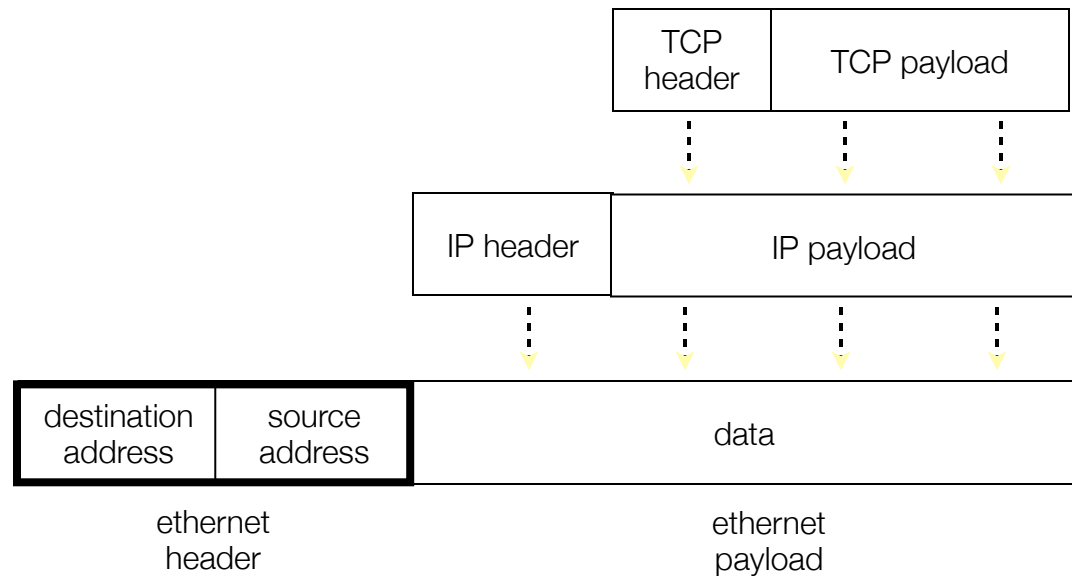 TCP
header
TCP payload
IP header
IP payload
destination
address
source
address
data
ethernet
header
ethernet
payload